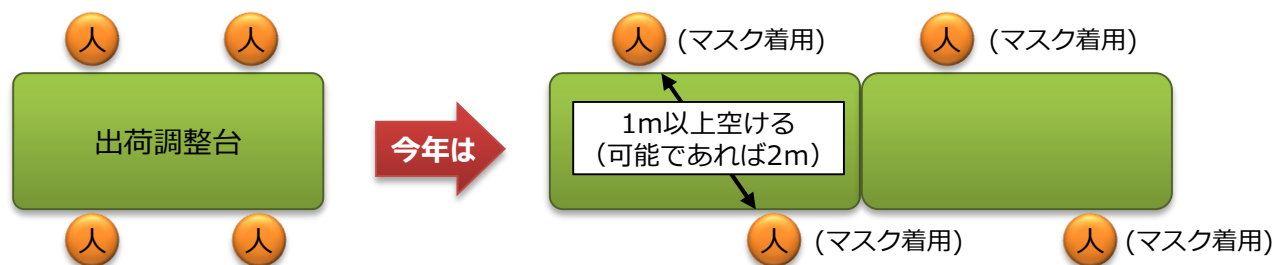 人
人
出荷調整台
人
人
今年は
人 (マスク着用)
人 (マスク着用)
1m以上空ける
（可能であれば2m）
人 (マスク着用)
人 (マスク着用)